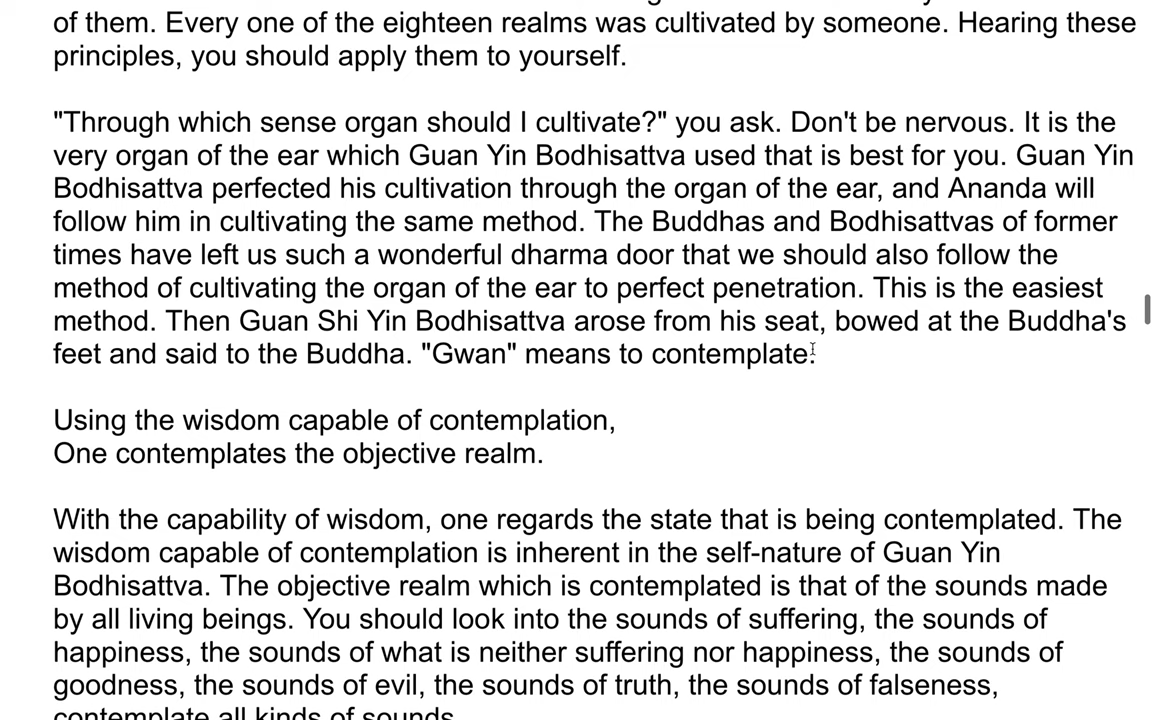 of them. Every one of the eighteen realms was cultivated by someone. Hearing these
principles, you should apply them to yourself.
"Through which sense organ should I cultivate?" you ask. Don't be nervous. It is the
very organ of the ear which Guan Yin Bodhisattva used that is best for you. Guan Yin
Bodhisattva perfected his cultivation through the organ of the ear, and Ananda will
follow him in cultivating the same method. The Buddhas and Bodhisattvas of former
times have left us such a wonderful dharma door that we should also follow the
method of cultivating the organ of the ear to perfect penetration. This is the easiest
method. Then Guan Shi Yin Bodhisattva arose from his seat, bowed at the Buddha's
feet and said to the Buddha. "Gwan" means to contemplate:
Using the wisdom capable of contemplation,
One contemplates the objective realm.
With the capability of wisdom, one regards the state that is being contemplated. The
wisdom capable of contemplation is inherent in the self-nature of Guan Yin
Bodhisattva. The objective realm which is contemplated is that of the sounds made
by all living beings. You should look into the sounds of suffering, the sounds of
happiness, the sounds of what is neither suffering nor happiness, the sounds of
goodness, the sounds of evil, the sounds of truth, the sounds of falseness,
contemplate all kinds of sounds.